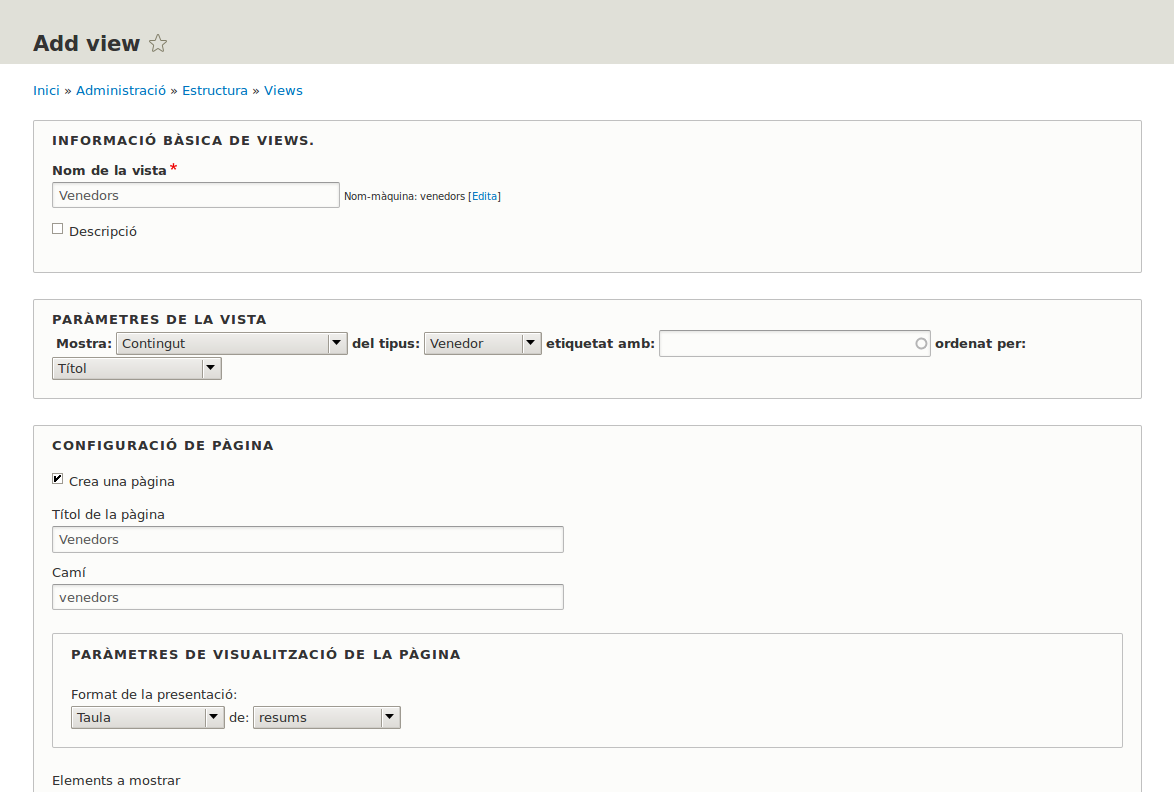 Add view
Inici » Administració » Estructura » Views
INFORMACIÓ BÀSICA DE VIEWS.
Nom de la vista *
Venedors Nom-màquina: venedors [Edita]
Descripció
PARÀMETRES DE LA VISTA
Mostra: Contingut del tipus: Venedor etiquetat amb: ordenat per:
Títol
CONFIGURACIÓ DE PÀGINA
Crea una pàgina
Títol de la pàgina
Venedors
Camí
venedors
PARÀMETRES DE VISUALITZACIÓ DE LA PÀGINA
Format de la presentació:
Taula de: resums
Elements a mostrar